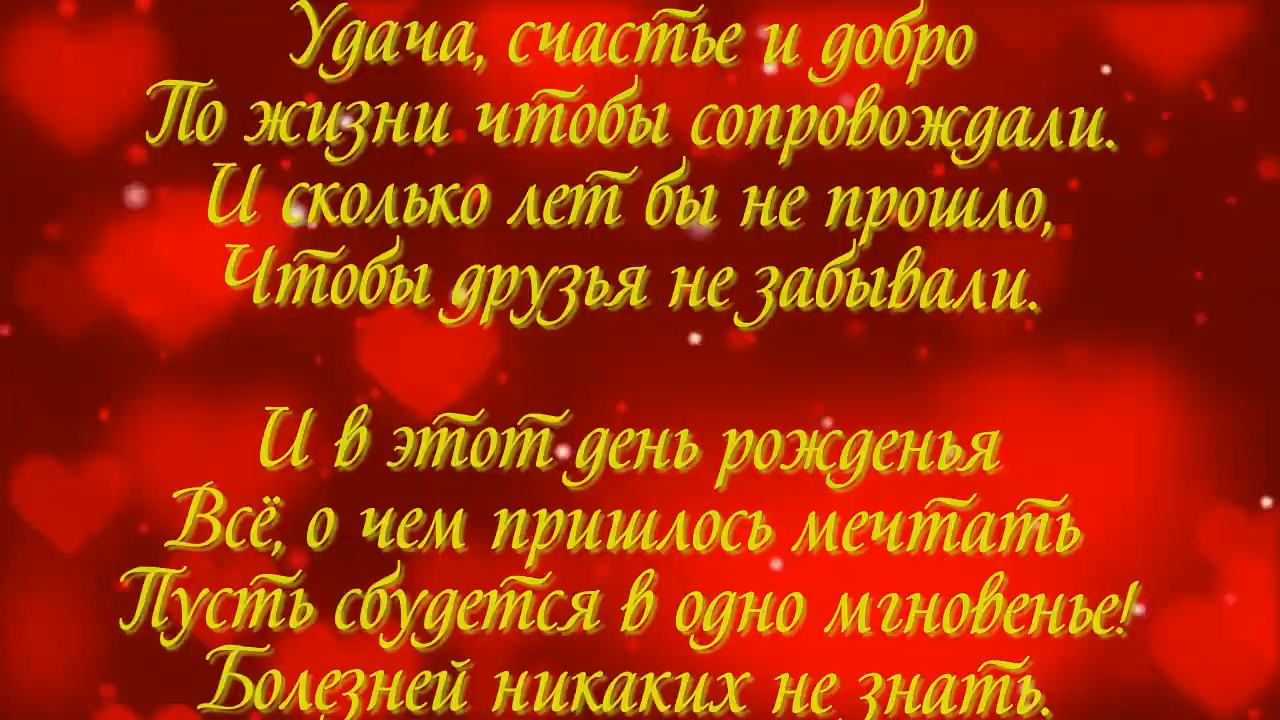 Удача, счастье и добро
По жизни чтобы сопровождали.
И сколько лет бы не прошло,
Чтобы друзья не забывали.
И в этот день рожденья
Всё, о чем пришлось мечтать
Пусть сбудется в одно мгновенье!
Болезней никаких не знать.